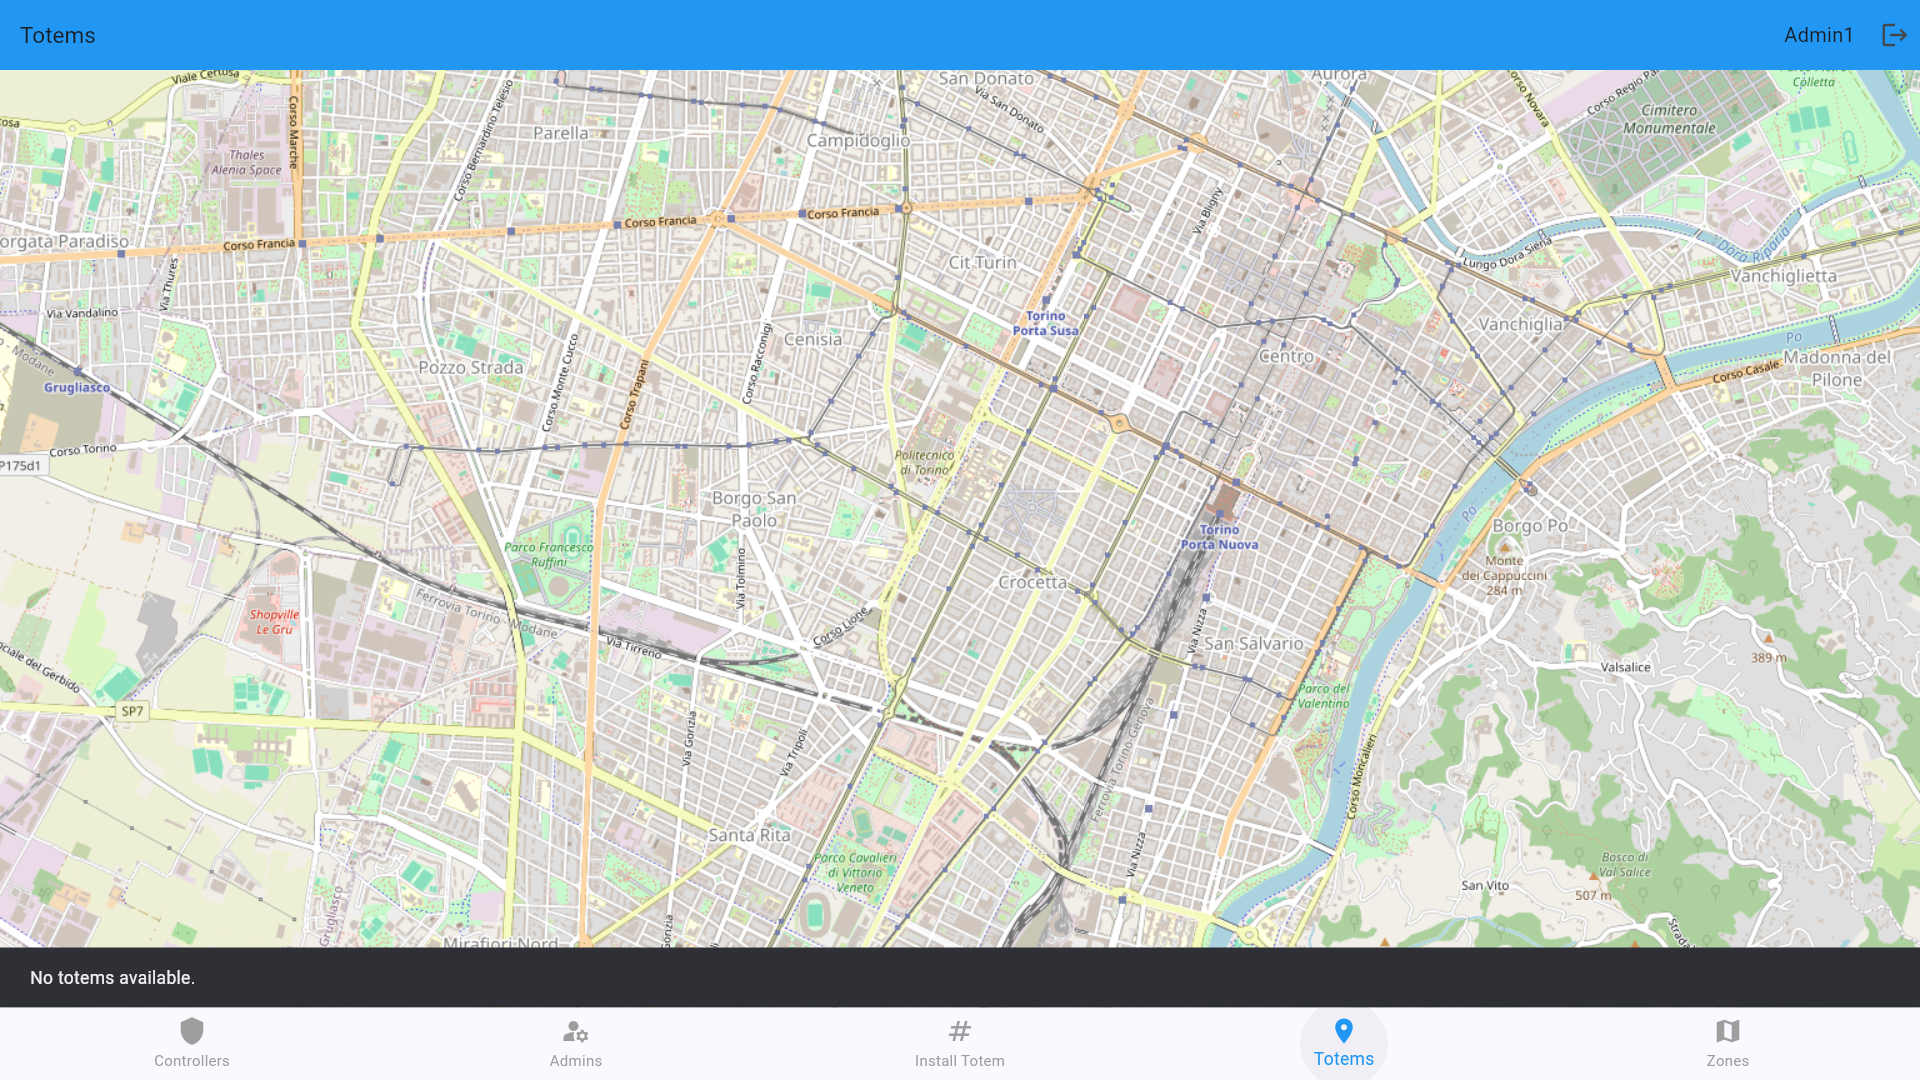 Totems
Admin1
Viale Certosa
Corso Marche
Thales
Alenia Space
Corso Bernardino Telesio
Parella
Campidoglio
San Donato
Via San Donato
Aurora
Corso Novara
Cimitero
Monumentale
Colletta
Via Bligny
Corso Francia
Corso Francia
Corso Francia
Via Thures
Via Vandalino
Cit Turin
Lungo Dora Siena
Dora Riparia
Vanchiglietta
Torino
Porta Susa
Cenisia
Corso Racconigi
Corso Monte Cucco
Corso Trapani
Pozzo Strada
Grugliasco
Corso Torino
Centro
Vanchiglia
Po
Madonna del
Pilone
Corso Casale
Politecnico
di Torino
Borgo San
Paolo
Parco Francesco
Ruffini
Via Tolmino
Torino
Porta Nuova
Po
Borgo Po
Monte
dei Cappuccini
284 m
Crocetta
Ferrovia Torino - Modane
Shopville
Le Gru
Corso Lione
Via Tirreno
Via Nizza
San Salvario
Valsalice
389 m
SP7
Parco del
Valentino
Via Gorizia
Via Tripoli
Ferrovia Torino-Genova
Corso Moncalieri
Santa Rita
Parco Cavalieri
di Vittorio
Veneto
Via Nizza
Bosco di
Val Salice
San Vito
507 m
Grugliasco
Mirafiori Nord
No totems available.
Controllers
Admins
Install Totem
Totems
Zones